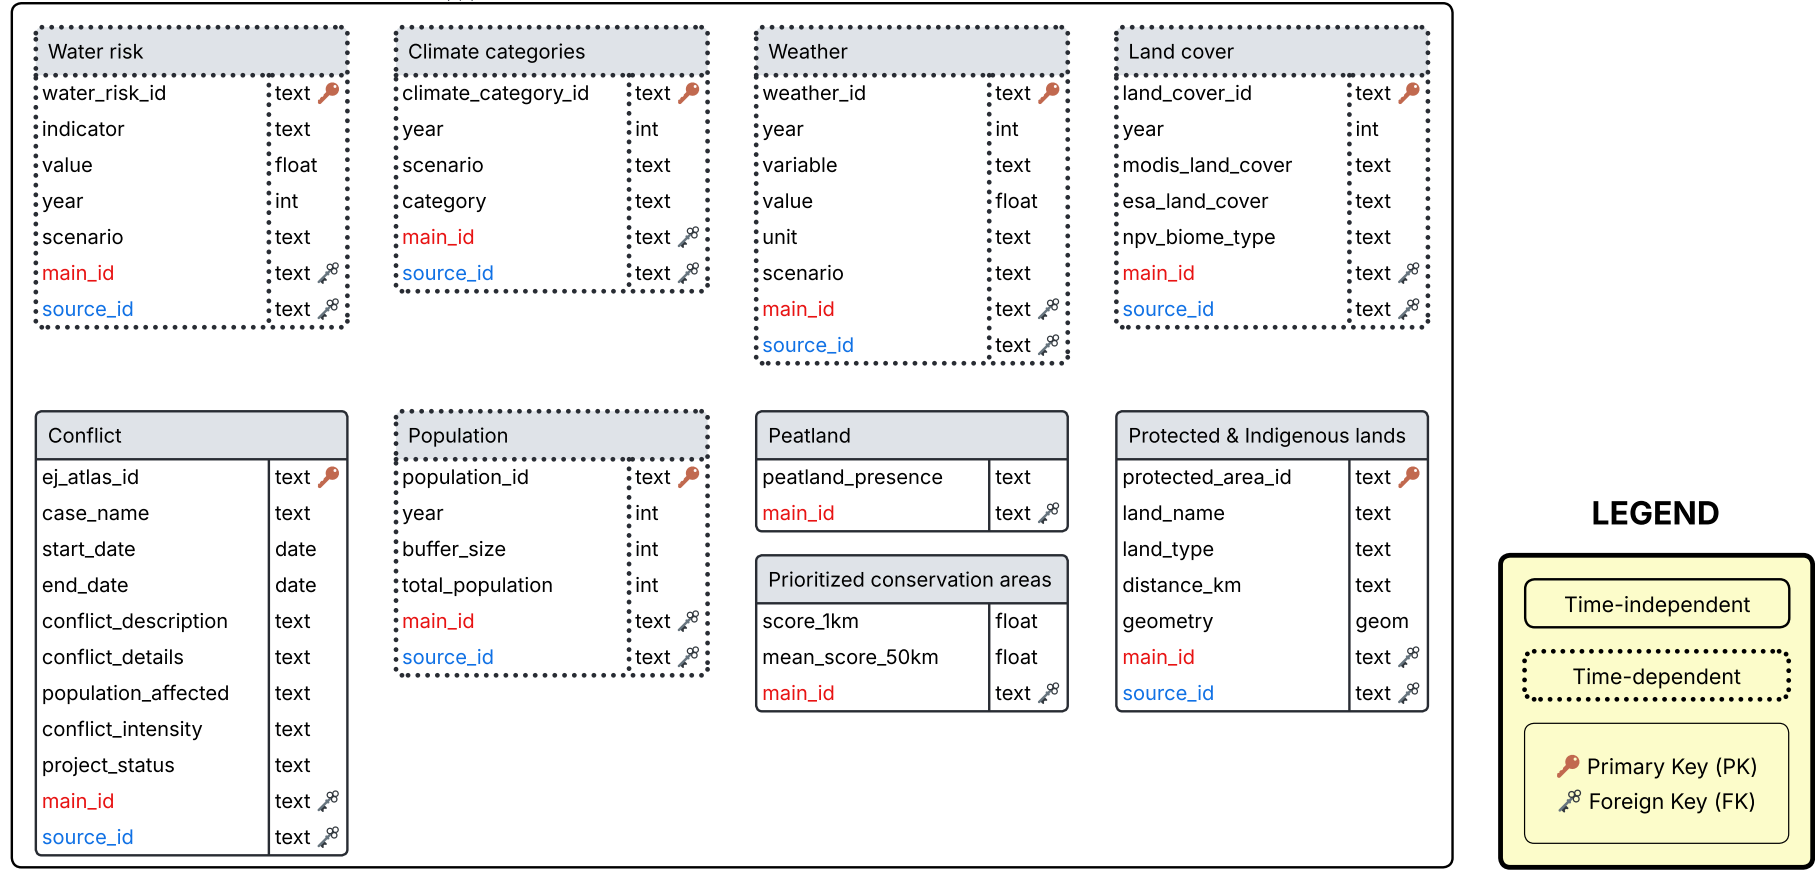 Water risk
water_risk_id text
indicator text
value float
year int
scenario text
main_id text
source_id text
Climate categories
climate_category_id text
year int
scenario text
category text
main_id text
source_id text
Weather
weather_id text
year int
variable text
value float
unit text
scenario text
main_id text
source_id text
Land cover
land_cover_id text
year int
modis_land_cover text
esa_land_cover text
npv_biome_type text
main_id text
source_id text
Conflict
ej_atlas_id text
case_name text
start_date date
end_date date
conflict_description text
conflict_details text
population_affected text
conflict_intensity text
project_status text
main_id text
source_id text
Population
population_id text
year int
buffer_size int
total_population int
main_id text
source_id text
Peatland
peatland_presence text
main_id text
Prioritized conservation areas
score_1km float
mean_score_50km float
main_id text
Protected & Indigenous lands
protected_area_id text
land_name text
land_type text
distance_km text
geometry geom
main_id text
source_id text
LEGEND
Time-independent
Time-dependent
Primary Key (PK)
Foreign Key (FK)